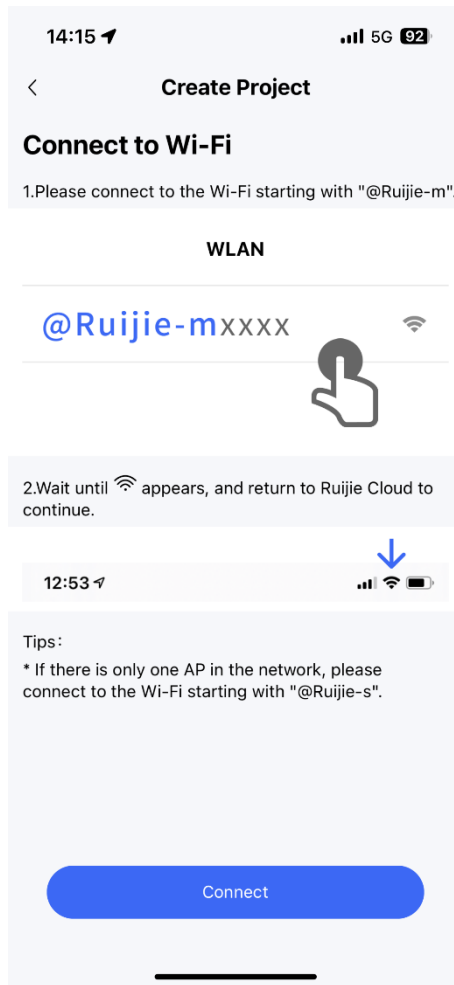 14:15
5G 92
Create Project
Connect to Wi-Fi
1.Please connect to the Wi-Fi starting with "@Ruijie-m".
WLAN
@Ruijie-mxxxx
2.Wait until appears, and return to Ruijie Cloud to
continue.
12:53
Tips:
* If there is only one AP in the network, please
connect to the Wi-Fi starting with "@Ruijie-s".
Connect